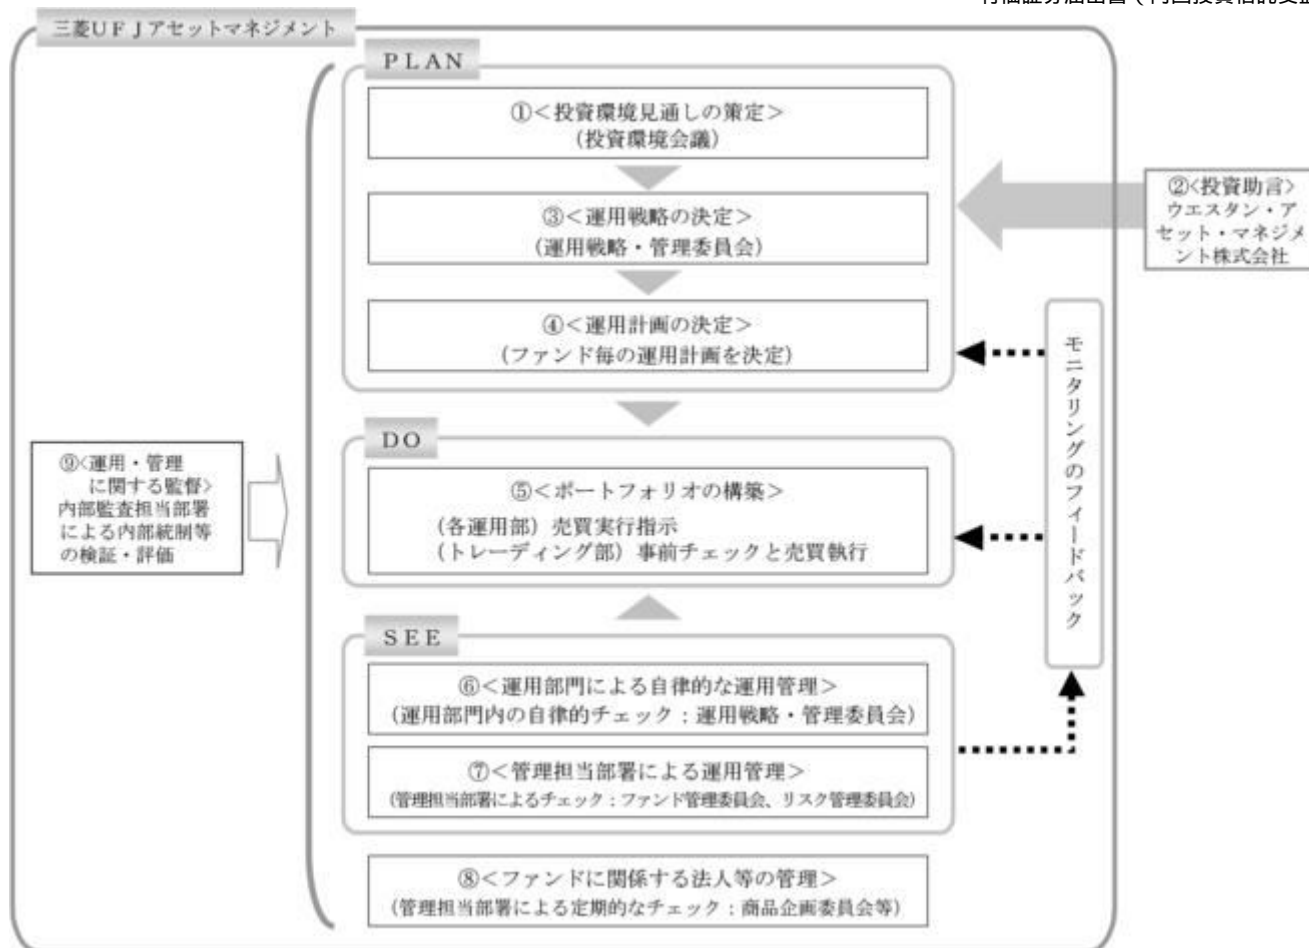 三菱UFJアセットマネジメント
PLAN
①<投資環境見通しの策定>
(投資環境会議)
②<投資助言>
ウエスタン・ア
セット・マネジメ
ント株式会社
③<運用戦略の決定>
(運用戦略・管理委員会)
④<運用計画の決定>
(ファンド毎の運用計画を決定)
モニタリングのフィードバック
DO
⑤<ポートフォリオの構築>
(各運用部)売買実行指示
(トレーディング部)事前チェックと売買執行
⑨<運用・管理
に関する監督>
内部監査担当部署
による内部統制等
の検証・評価
SEE
⑥<運用部門による自律的な運用管理>
(運用部門内の自律的チェック:運用戦略・管理委員会)
⑦<管理担当部署による運用管理>
(管理担当部署によるチェック:ファンド管理委員会、リスク管理委員会)
⑧<ファンドに関係する法人等の管理>
(管理担当部署による定期的なチェック:商品企画委員会等)